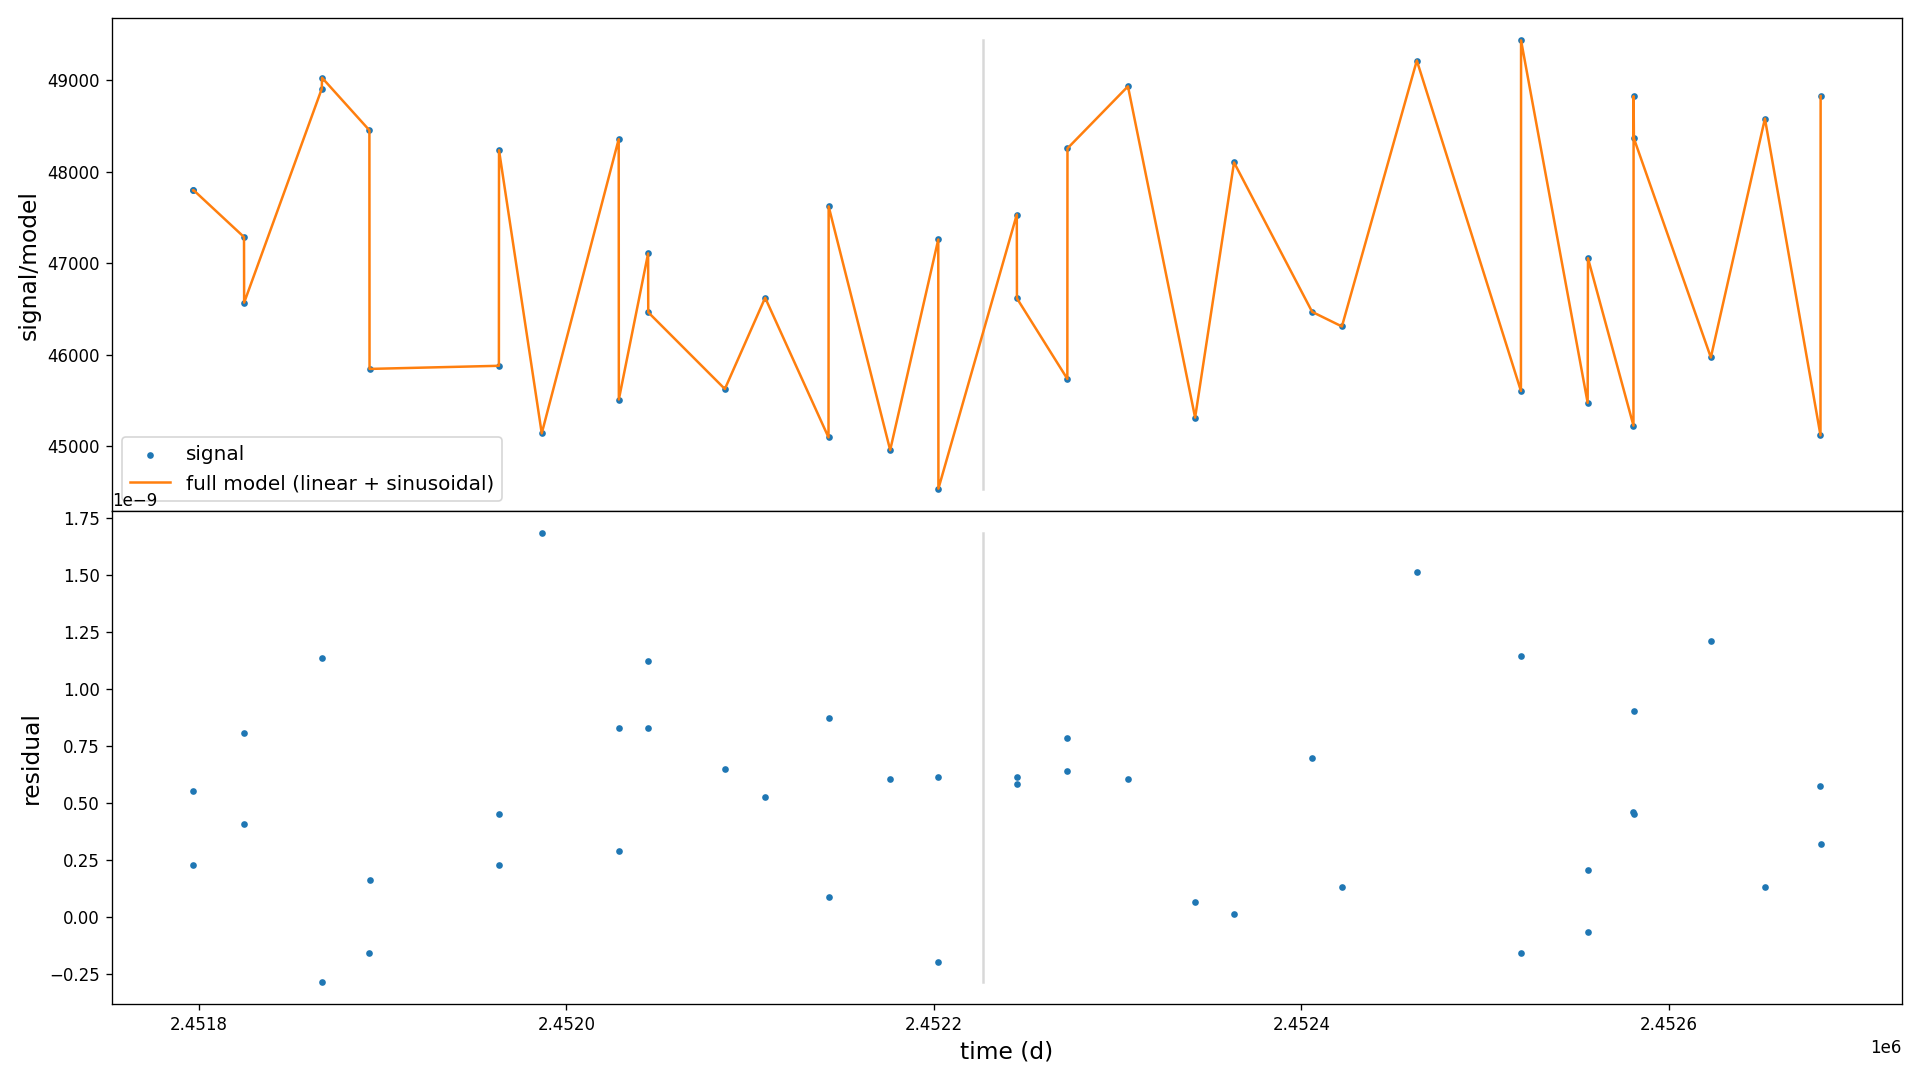 49000
48000
47000
46000
45000
signal/model
signal
full model (linear + sinusoidal)
1e−9
1.75
1.50
1.25
1.00
0.75
0.50
0.25
0.00
−0.25
residual
2.4518 2.4520 2.4522 2.4524 2.4526
time (d)
1e6